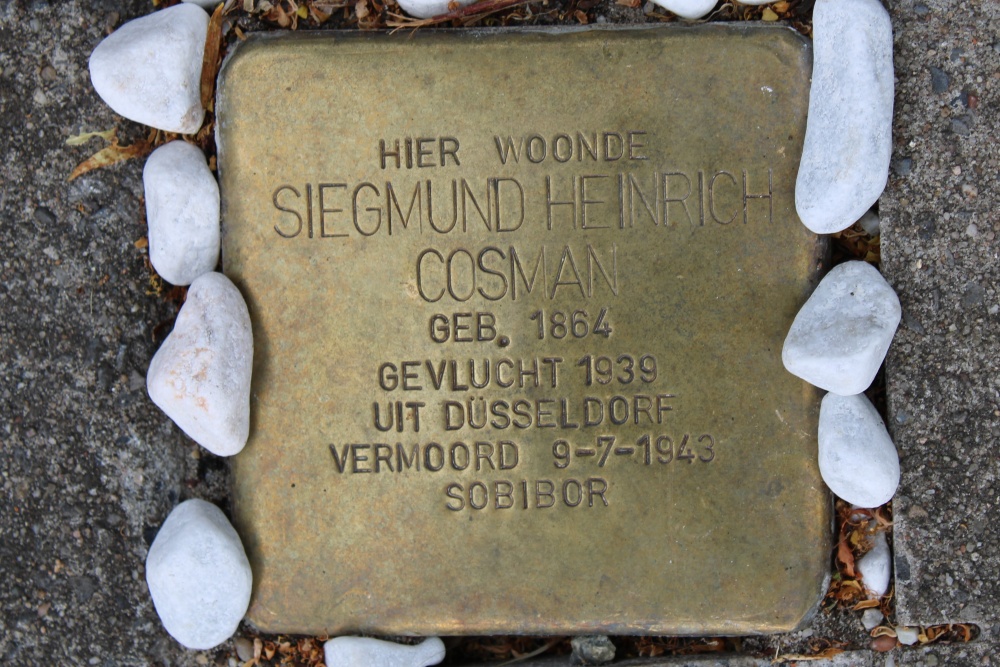 HIER WOONDE
SIEGMUND HEINRICH
COSMAN
GEB. 1864
GEVLUCHT 1939
UIT DÜSSELDORF
VERMOORD 9-7-1943
SOBIBOR